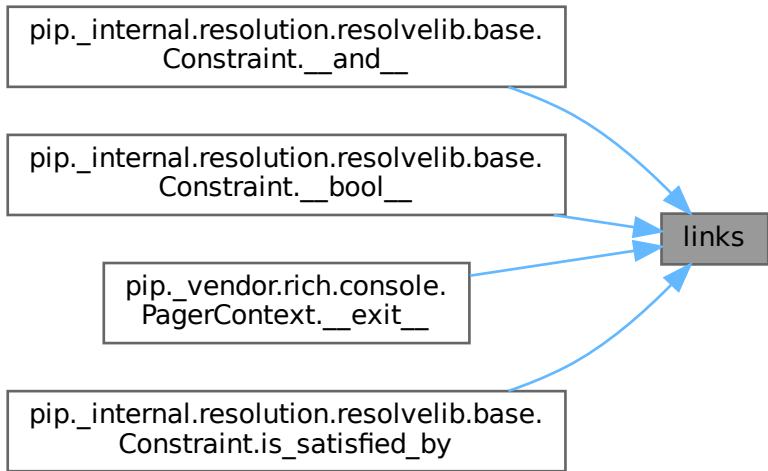 pip._internal.resolution.resolvelib.base.
Constraint.__and__
pip._internal.resolution.resolvelib.base.
Constraint.__bool__
links
pip._vendor.rich.console.
PagerContext.__exit__
pip._internal.resolution.resolvelib.base.
Constraint.is_satisfied_by